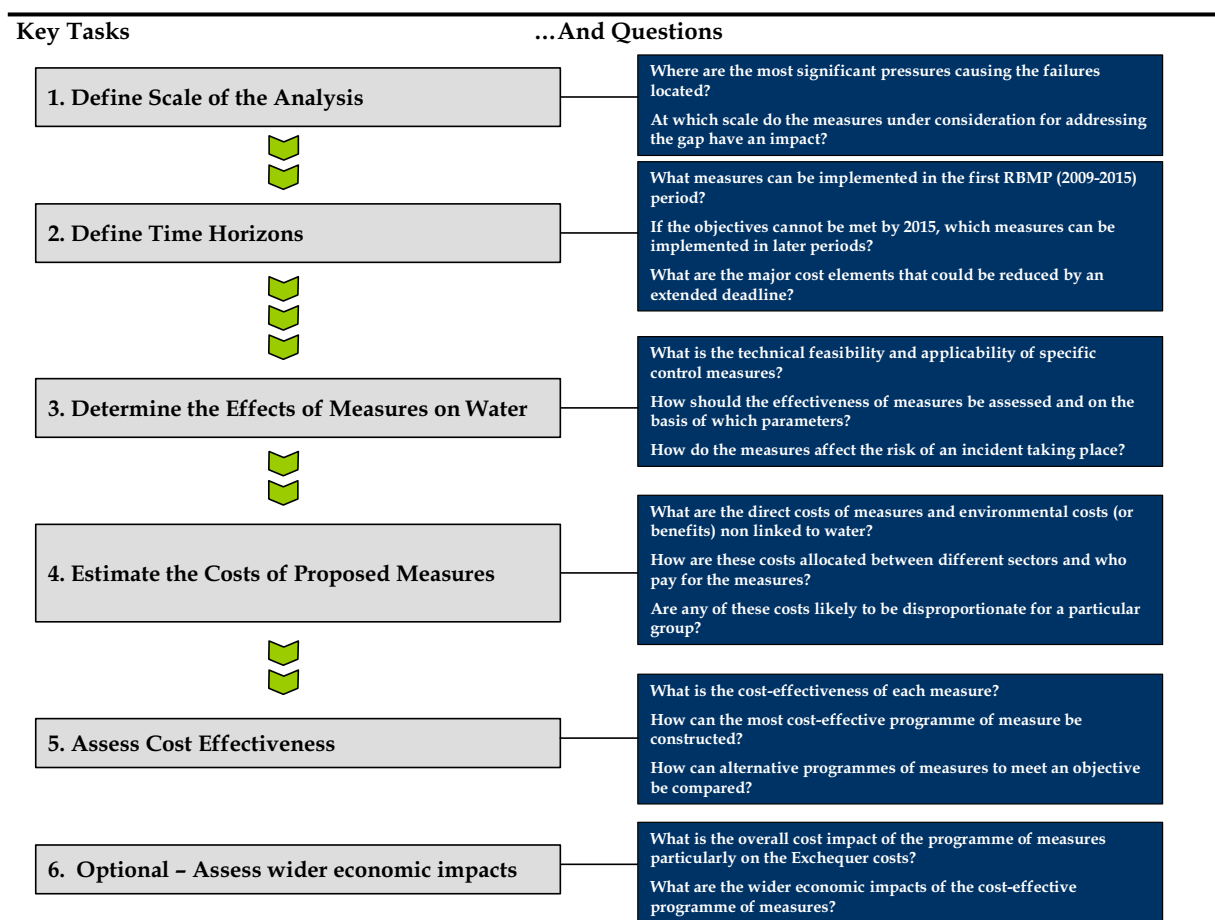 Key Tasks
…And Questions
1. Define Scale of the Analysis
Where are the most significant pressures causing the failures
located?
At which scale do the measures under consideration for addressing
the gap have an impact?
2. Define Time Horizons
What measures can be implemented in the first RBMP (2009-2015)
period?
If the objectives cannot be met by 2015, which measures can be
implemented in later periods?
What are the major cost elements that could be reduced by an
extended deadline?
3. Determine the Effects of Measures on Water
What is the technical feasibility and applicability of specific
control measures?
How should the effectiveness of measures be assessed and on the
basis of which parameters?
How do the measures affect the risk of an incident taking place?
4. Estimate the Costs of Proposed Measures
What are the direct costs of measures and environmental costs (or
benefits) non linked to water?
How are these costs allocated between different sectors and who
pay for the measures?
Are any of these costs likely to be disproportionate for a particular
group?
5. Assess Cost Effectiveness
What is the cost-effectiveness of each measure?
How can the most cost-effective programme of measure be
constructed?
How can alternative programmes of measures to meet an objective
be compared?
6. Optional – Assess wider economic impacts
What is the overall cost impact of the programme of measures
particularly on the Exchequer costs?
What are the wider economic impacts of the cost-effective
programme of measures?